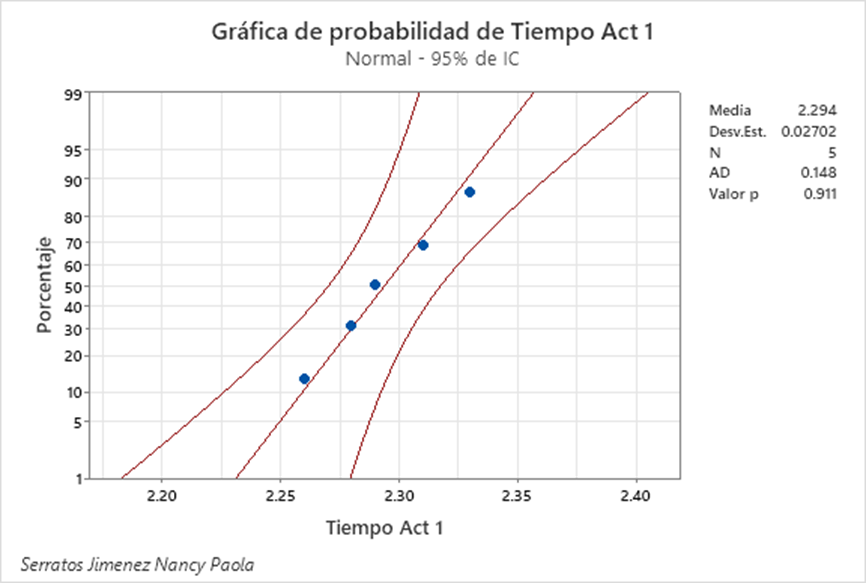 Gráfica de probabilidad de Tiempo Act 1
Normal - 95% de IC
Media 2.294
Desv.Est. 0.02702
N 5
AD 0.148
Valor p 0.911
Porcentaje
99
95
90
80
70
60
50
40
30
20
10
5
1
2.20 2.25 2.30 2.35 2.40
Tiempo Act 1
Serratos Jimenez Nancy Paola